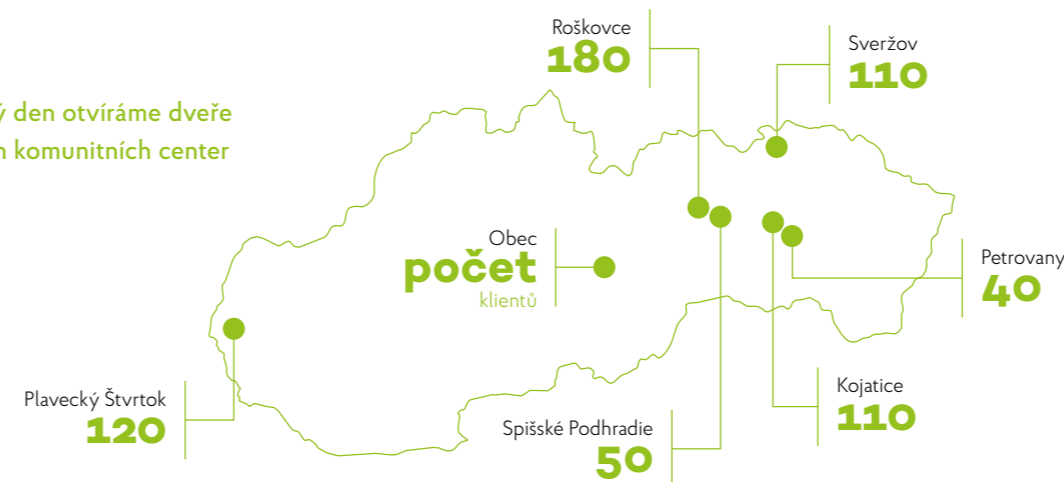 Roškovce
180
Sveržov
110
den otvíráme dveře
komunitních center
Obec
počet
klientů
Petrovany
40
Plavecký Štvrtok
120
Kojatice
110
Spišské Podhradie
50